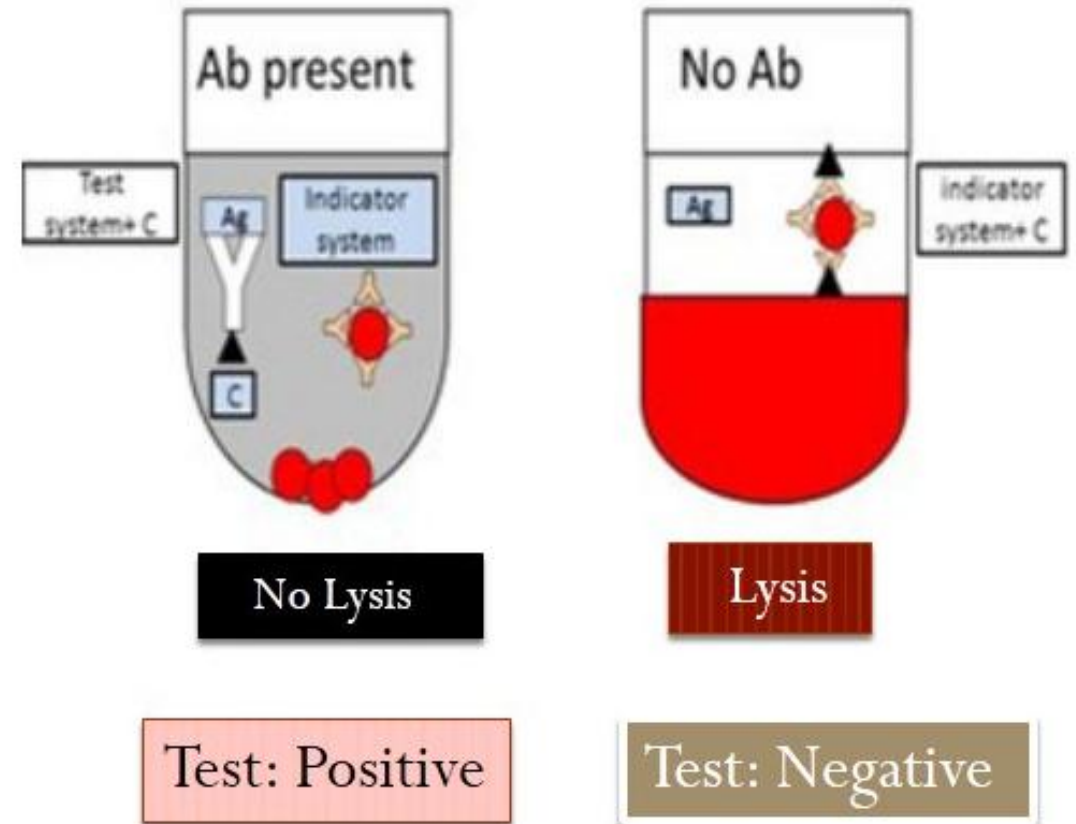 Ab present
No Ab
Test
system+ C
Ag
Indicator
system
C
Ag
indicator
system+ C
No Lysis
Lysis
Test: Positive
Test: Negative